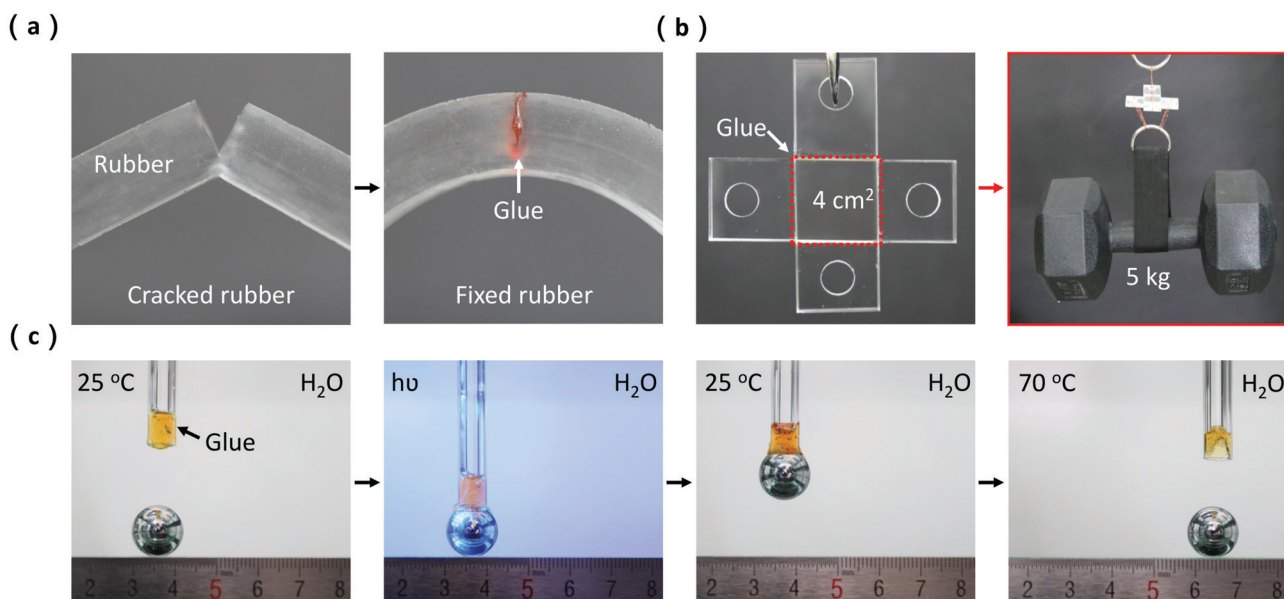 ( a )
( b )
Rubber
Cracked rubber
Glue
Fixed rubber
Glue
4 cm²
5 kg
( c )
25 °C
H₂O
Glue
2 3 4 5 6 7 8
hυ
H₂O
2 3 4 5 6 7 8
25 °C
H₂O
2 3 4 5 6 7 8
70 °C
H₂O
2 3 4 5 6 7 8